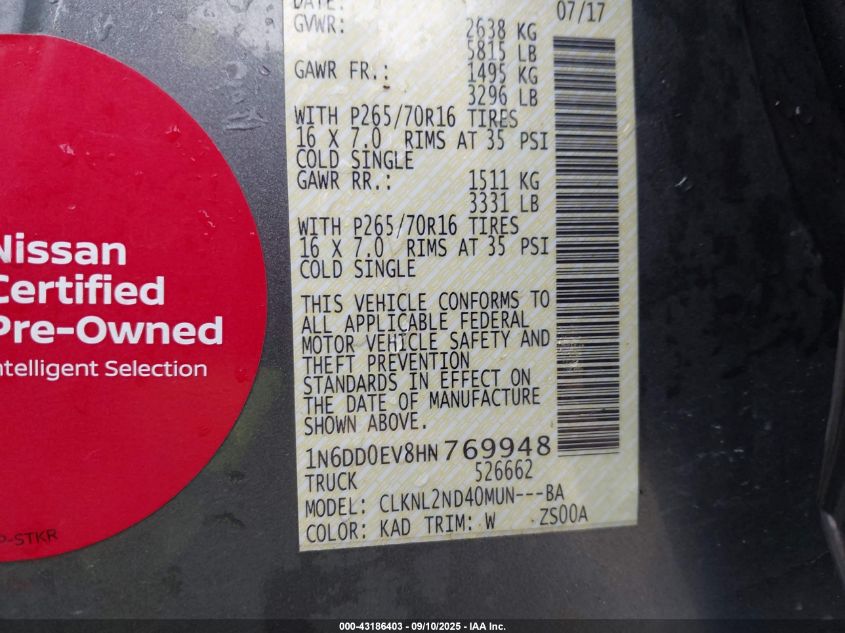 DATE: 07/17
GVWR: 2638 KG
5815 LB
GAWR FR.: 1495 KG
3296 LB
WITH P265/70R16 TIRES
16 X 7.0 RIMS AT 35 PSI
COLD SINGLE
GAWR RR.: 1511 KG
3331 LB
WITH P265/70R16 TIRES
16 X 7.0 RIMS AT 35 PSI
COLD SINGLE
THIS VEHICLE CONFORMS TO
ALL APPLICABLE FEDERAL
MOTOR VEHICLE SAFETY AND
THEFT PREVENTION
STANDARDS IN EFFECT ON
THE DATE OF MANUFACTURE
SHOWN ABOVE.
1N6DD0EV8HN769948
TRUCK 526662
MODEL: CLKNL2ND40MUN---BA
COLOR: KAD TRIM: W ZS00A
Nissan
Certified
Pre-Owned
ntelligent Selection
P-STKR
000-43186403 - 09/10/2025 - IAA Inc.